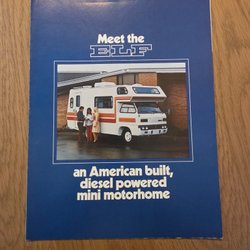 Meet the
ELF
an American built,
diesel powered
mini motorhome